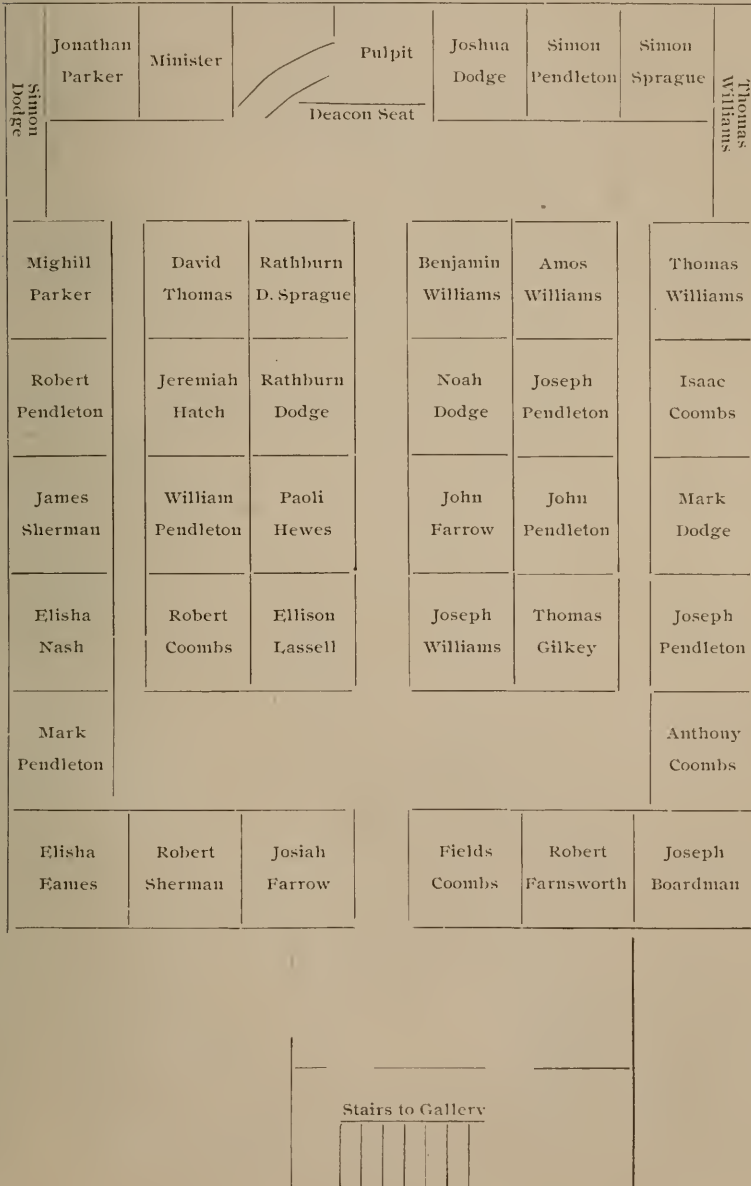 Simon
Dodge
Jonathan
Parker
Minister
Pulpit
Deacon Seat
Joshua
Dodge
Simon
Pendleton
Simon
Sprague
Thomas
Williams
Mighill
Parker
David
Thomas
Rathburn
D. Sprague
Benjamin
Williams
Amos
Williams
Thomas
Williams
Robert
Pendleton
Jeremiah
Hatch
Rathburn
Dodge
Noah
Dodge
Joseph
Pendleton
Isaac
Coombs
James
Sherman
William
Pendleton
Paoli
Hewes
John
Farrow
John
Pendleton
Mark
Dodge
Elisha
Nash
Robert
Coombs
Ellison
Lassell
Joseph
Williams
Thomas
Gilkey
Joseph
Pendleton
Mark
Pendleton
Anthony
Coombs
Elisha
Eames
Robert
Sherman
Josiah
Farrow
Fields
Coombs
Robert
Farnsworth
Joseph
Boardman
Stairs to Gallery